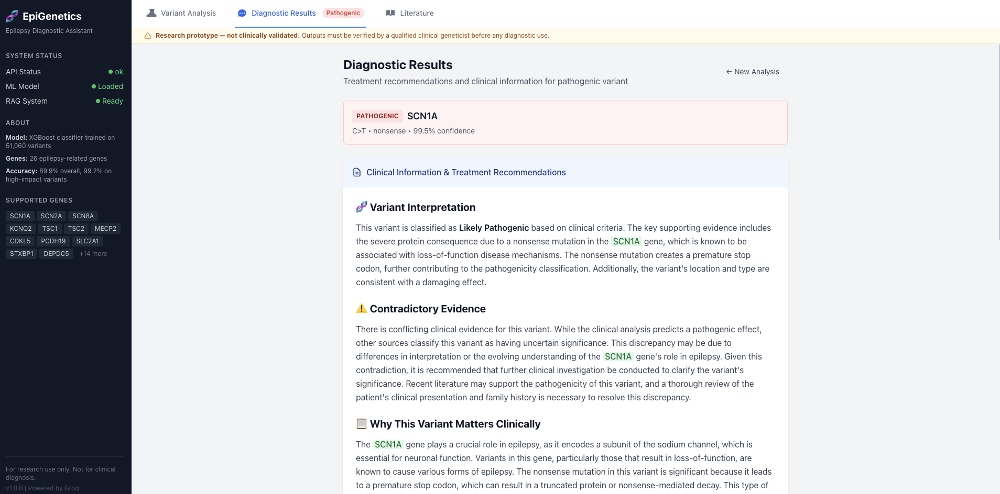 EpiGenetics
Epilepsy Diagnostic Assistant
SYSTEM STATUS
API Status ok
ML Model Loaded
RAG System Ready
ABOUT
Model: XGBoost classifier trained on
51,060 variants
Genes: 26 epilepsy-related genes
Accuracy: 89.9% overall, 99.2% on
high-impact variants
SUPPORTED GENES
SCN1A SCN2A SCN8A
KCNQ2 TSC1 TSC2 MECP2
CDKL5 PCDH19 SLC2A1
STXBP1 DEPDC5 +14 more
For research use only. Not for clinical
diagnosis.
v1.0.0 | Powered by Groq
Variant Analysis Diagnostic Results Pathogenic Literature
Research prototype — not clinically validated. Outputs must be verified by a qualified clinical geneticist before any diagnostic use.
Diagnostic Results
← New Analysis
Treatment recommendations and clinical information for pathogenic variant
PATHOGENIC SCN1A
C>T • nonsense • 99.5% confidence
Clinical Information & Treatment Recommendations
Variant Interpretation
This variant is classified as Likely Pathogenic based on clinical criteria. The key supporting evidence includes
the severe protein consequence due to a nonsense mutation in the SCN1A gene, which is known to be
associated with loss-of-function disease mechanisms. The nonsense mutation creates a premature stop
codon, further contributing to the pathogenicity classification. Additionally, the variant's location and type are
consistent with a damaging effect.
Contradictory Evidence
There is conflicting clinical evidence for this variant. While the clinical analysis predicts a pathogenic effect,
other sources classify this variant as having uncertain significance. This discrepancy may be due to
differences in interpretation or the evolving understanding of the SCN1A gene's role in epilepsy. Given this
contradiction, it is recommended that further clinical investigation be conducted to clarify the variant's
significance. Recent literature may support the pathogenicity of this variant, and a thorough review of the
patient's clinical presentation and family history is necessary to resolve this discrepancy.
Why This Variant Matters Clinically
The SCN1A gene plays a crucial role in epilepsy, as it encodes a subunit of the sodium channel, which is
essential for neuronal function. Variants in this gene, particularly those that result in loss-of-function, are
known to cause various forms of epilepsy. The nonsense mutation in this variant is significant because it leads
to a premature stop codon, which can result in a truncated protein or nonsense-mediated decay. This type of